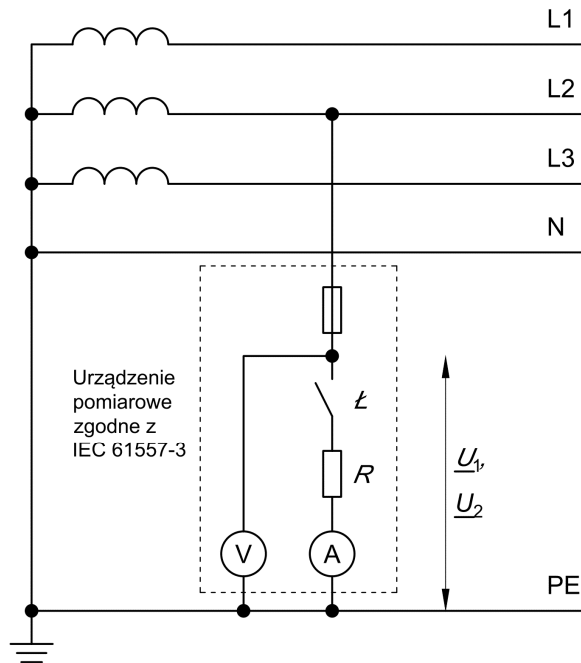 L1
L2
L3
N
Urządzenie
pomiarowe
zgodne z
IEC 61557-3
Ł
R
U1,
U2
V
A
PE